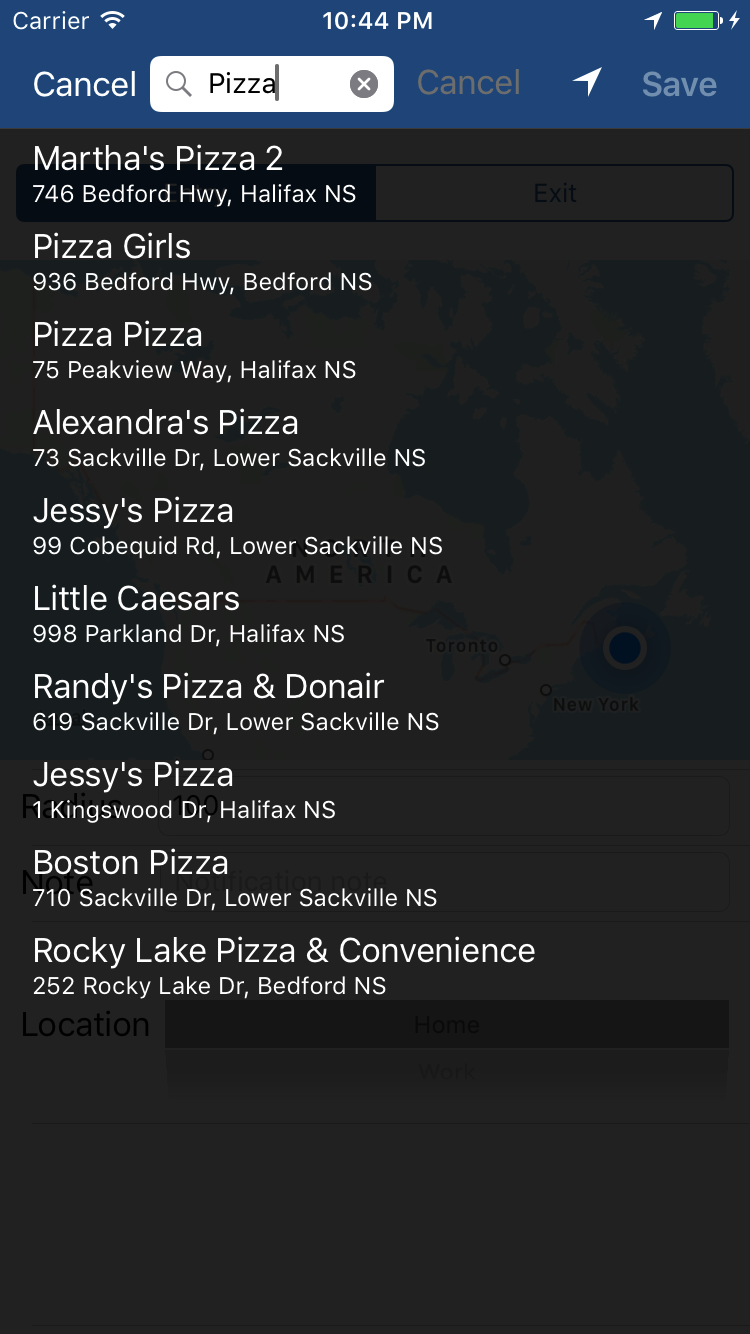 Carrier 10:44 PM
Cancel Pizza Cancel Save
Martha's Pizza 2
746 Bedford Hwy, Halifax NS
Exit
Pizza Girls
936 Bedford Hwy, Bedford NS
Pizza Pizza
75 Peakview Way, Halifax NS
Alexandra's Pizza
73 Sackville Dr, Lower Sackville NS
Jessy's Pizza
99 Cobequid Rd, Lower Sackville NS
AMERICA
Little Caesars
998 Parkland Dr, Halifax NS
Toronto
Randy's Pizza & Donair
New York
619 Sackville Dr, Lower Sackville NS
Jessy's Pizza
Radius 100
1 Kingswood Dr, Halifax NS
Boston Pizza
Note Notification note
710 Sackville Dr, Lower Sackville NS
Rocky Lake Pizza & Convenience
252 Rocky Lake Dr, Bedford NS
Location Home
Work